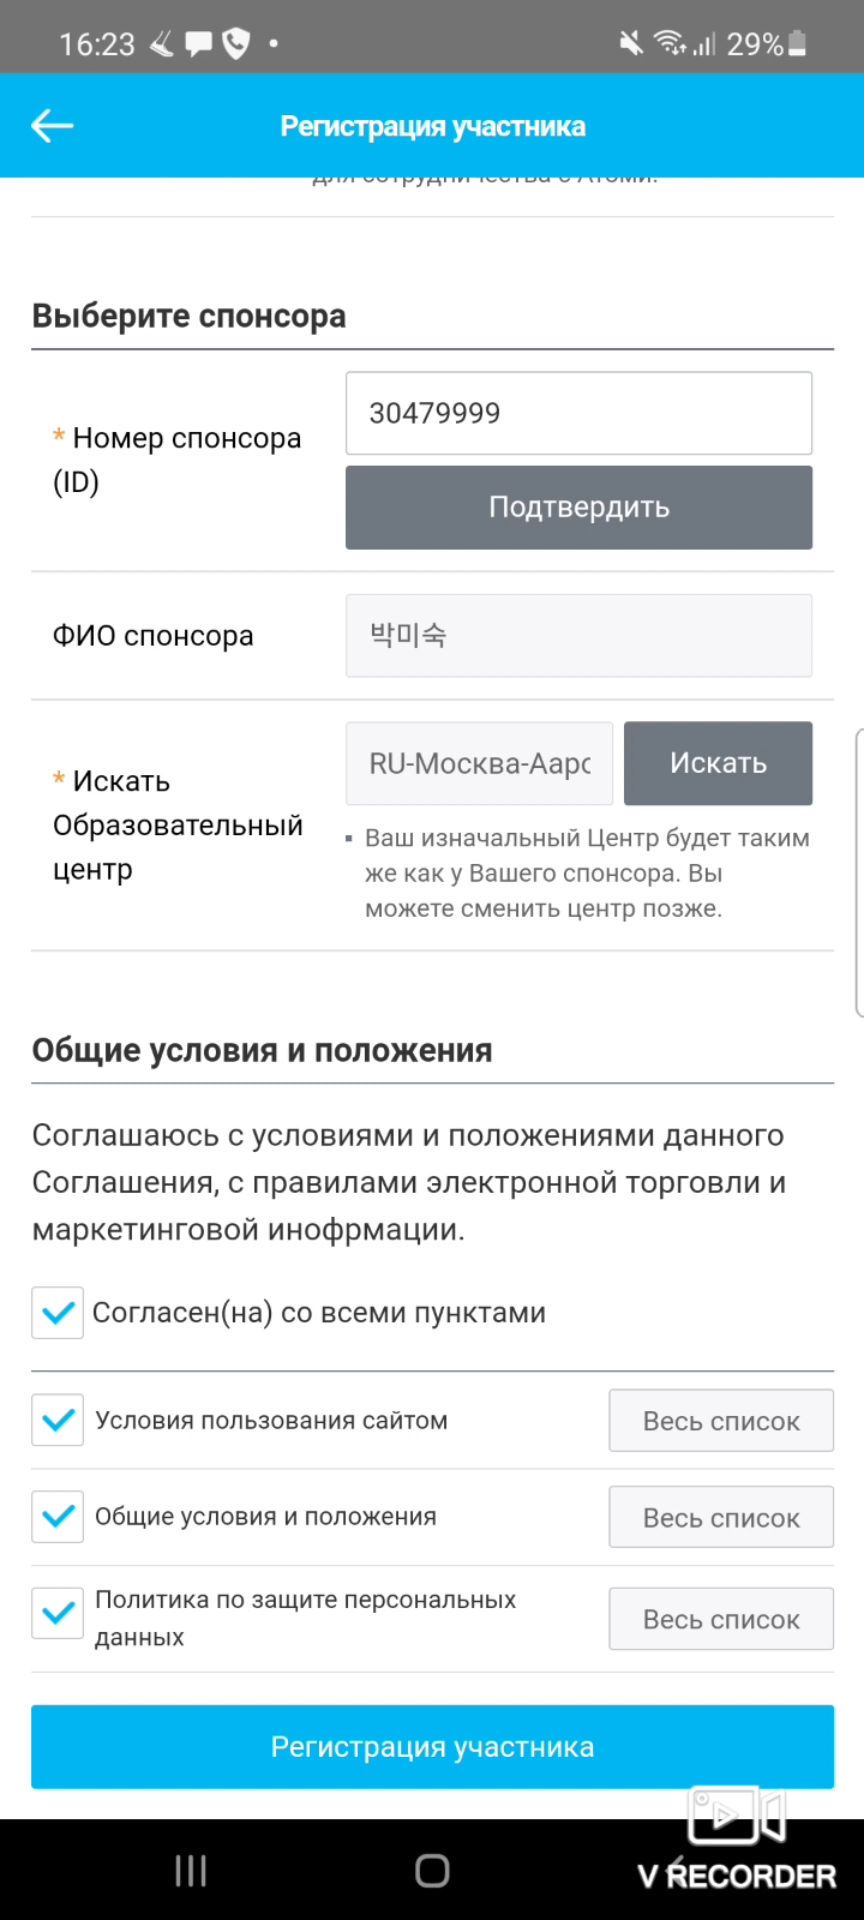 16:23
29%
Регистрация участника
для сотрудничества с Атоми.
Выберите спонсора
* Номер спонсора
(ID)
30479999
Подтвердить
ФИО спонсора
박미숙
* Искать
Образовательный
центр
RU-Москва-Аарс
Искать
▪ Ваш изначальный Центр будет таким
же как у Вашего спонсора. Вы
можете сменить центр позже.
Общие условия и положения
Соглашаюсь с условиями и положениями данного
Соглашения, с правилами электронной торговли и
маркетинговой инофрмации.
Согласен(на) со всеми пунктами
Условия пользования сайтом
Весь список
Общие условия и положения
Весь список
Политика по защите персональных
данных
Весь список
Регистрация участника
V RECORDER